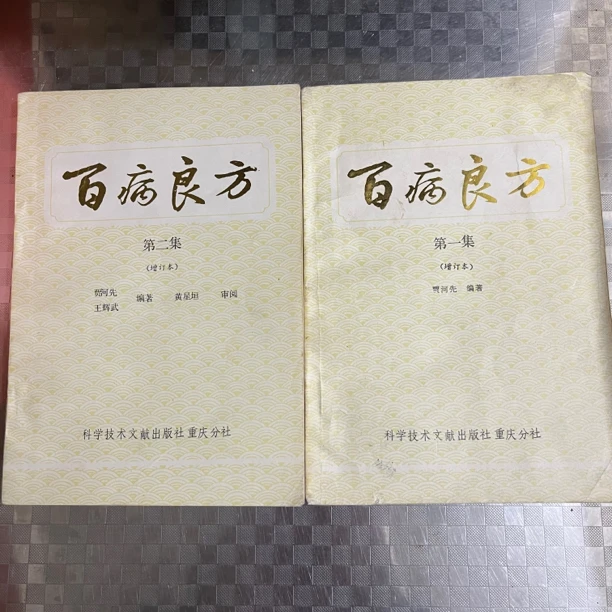 百病良方
第二集
(增订本)
贾河先 王辉武 编著 黄星垣 审阅
科学技术文献出版社重庆分社
百病良方
第一集
(增订本)
贾河先 编著
科学技术文献出版社重庆分社